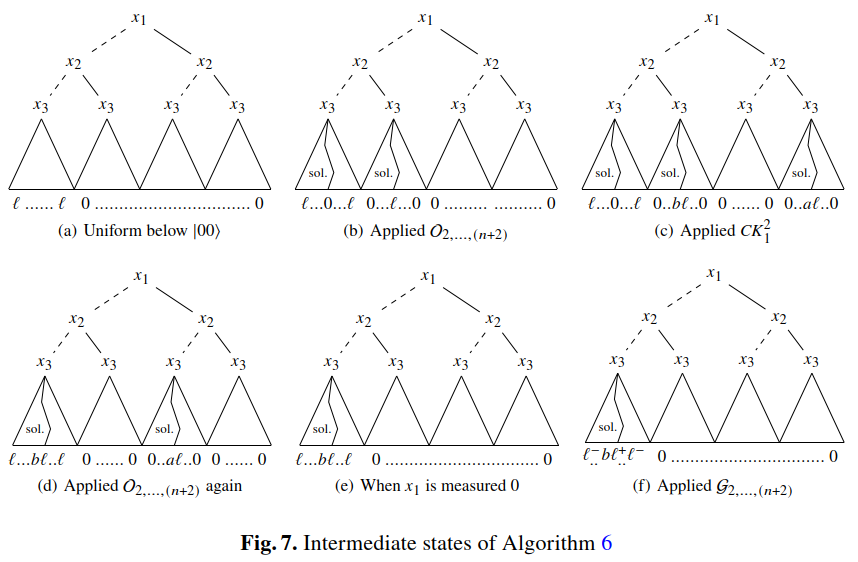 x1
x2 x2
x3 x3 x3 x3
ℓ ...... ℓ 0 ................................ 0
(a) Uniform below |00⟩
x1
x2 x2
x3 x3 x3 x3
sol. sol.
ℓ...0...ℓ 0...ℓ...0 0 ......... .......... 0
(b) Applied O2,...,(n+2)
x1
x2 x2
x3 x3 x3 x3
sol. sol. sol.
ℓ...0...ℓ 0..bℓ..0 0 ...... 0 0..aℓ..0
(c) Applied CK₁²
x1
x2 x2
x3 x3 x3 x3
sol. sol.
ℓ...bℓ..ℓ 0 ...... 0 0..aℓ..0 0 ...... 0
(d) Applied O2,...,(n+2) again
x1
x2 x2
x3 x3 x3 x3
sol.
ℓ...bℓ..ℓ 0 ................................ 0
(e) When x1 is measured 0
x1
x2 x2
x3 x3 x3 x3
sol.
ℓ⁻..bℓ⁺..ℓ⁻ 0 ................................ 0
(f) Applied G2,...,(n+2)
Fig. 7. Intermediate states of Algorithm 6